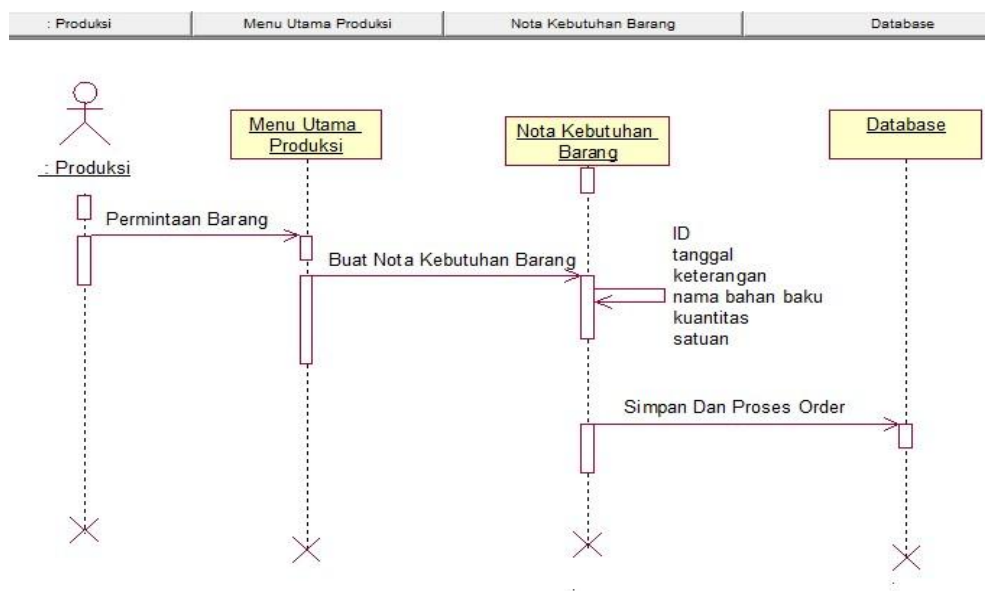 : Produksi
Menu Utama Produksi
Nota Kebutuhan Barang
Database
: Produksi
Menu Utama
Produksi
Nota Kebutuhan
Barang
Database
Permintaan Barang
Buat Nota Kebutuhan Barang
ID
tanggal
keterangan
nama bahan baku
kuantitas
satuan
Simpan Dan Proses Order